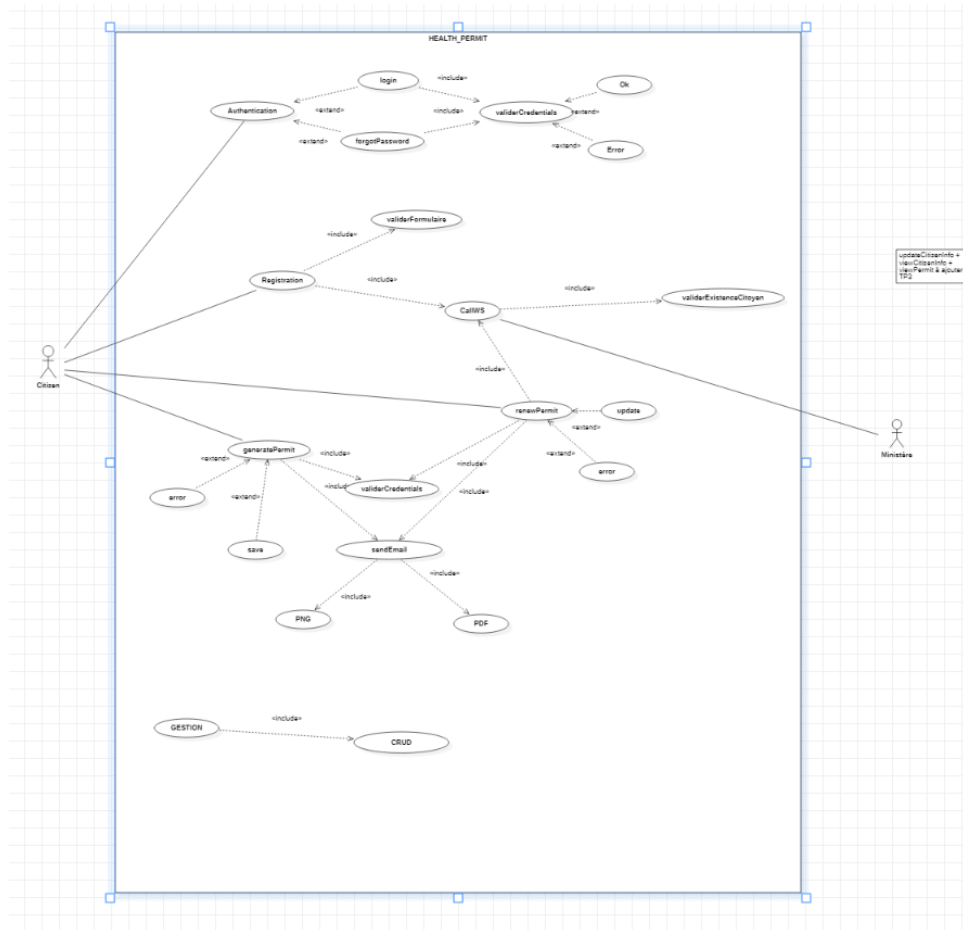 HEALTH_PERMIT
login
«include»
Ok
Authentication
«extend»
«include»
validerCredentials
«extend»
forgotPassword
«extend»
«extend»
Error
validerFormulaire
«include»
updateCitizenInfo +
viewCitizenInfo +
viewPermit à ajouter
TP2
Registration
«include»
«include»
validerExistenceCitoyen
CallWS
Citizen
«include»
renewPermit
update
«extend»
Ministère
generatePermit
«extend»
«include»
«extend»
«include»
error
error
«extend»
«include»
validerCredentials
«include»
save
sendEmail
«include»
«include»
PNG
PDF
GESTION
«include»
CRUD